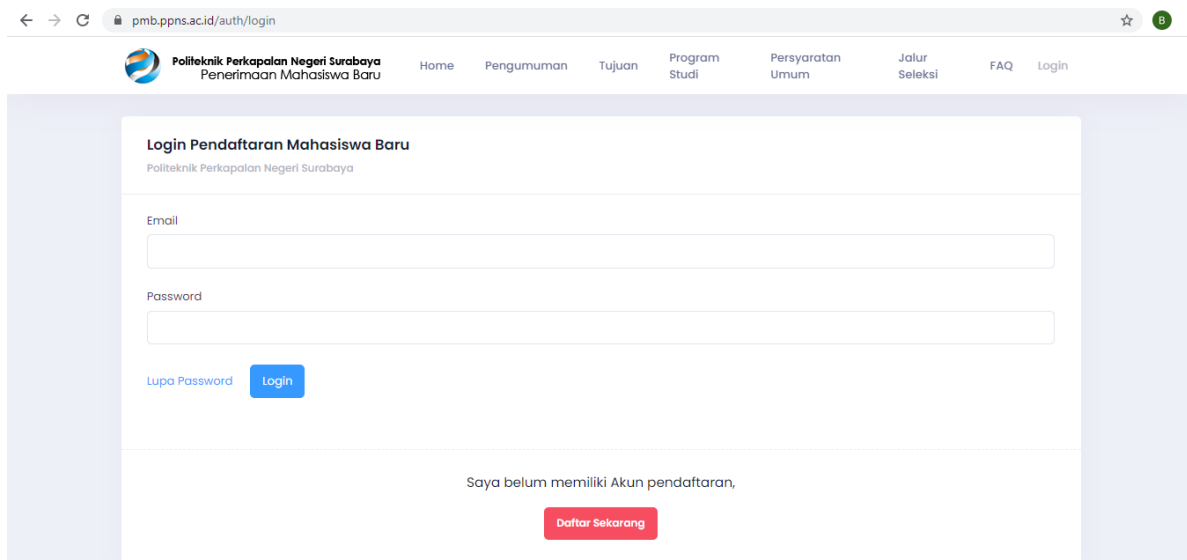 pmb.ppns.ac.id/auth/login
B
Politeknik Perkapalan Negeri Surabaya
Penerimaan Mahasiswa Baru
Home
Pengumuman
Tujuan
Program
Studi
Persyaratan
Umum
Jalur
Seleksi
FAQ
Login
Login Pendaftaran Mahasiswa Baru
Politeknik Perkapalan Negeri Surabaya
Email
Password
Lupa Password
Login
Saya belum memiliki Akun pendaftaran,
Daftar Sekarang